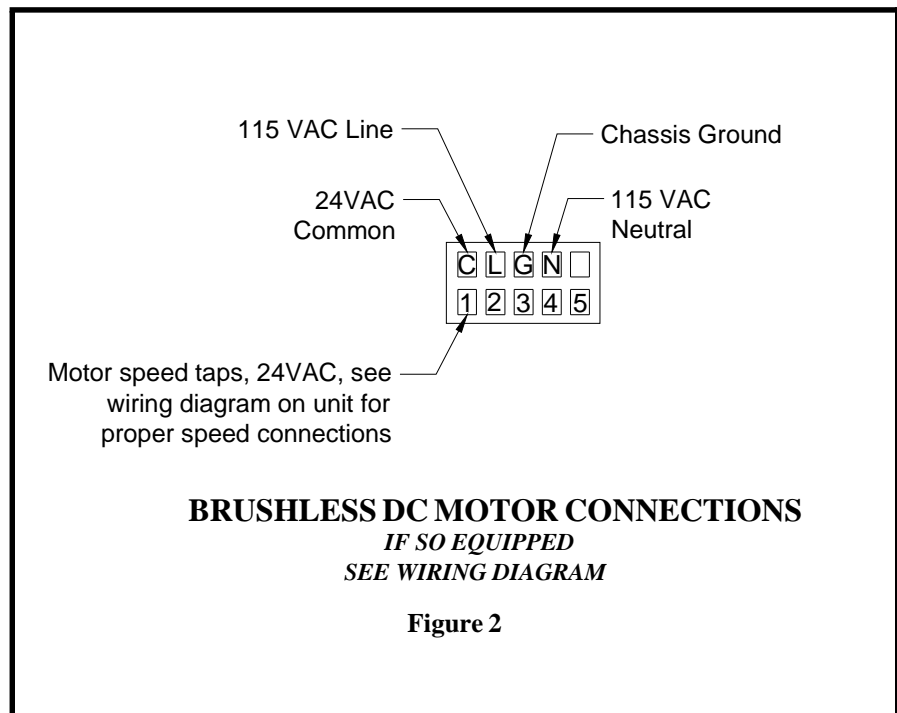 115 VAC Line
Chassis Ground
24VAC
Common
115 VAC
Neutral
C L G N
1 2 3 4 5
Motor speed taps, 24VAC, see
wiring diagram on unit for
proper speed connections
BRUSHLESS DC MOTOR CONNECTIONS
IF SO EQUIPPED
SEE WIRING DIAGRAM
Figure 2